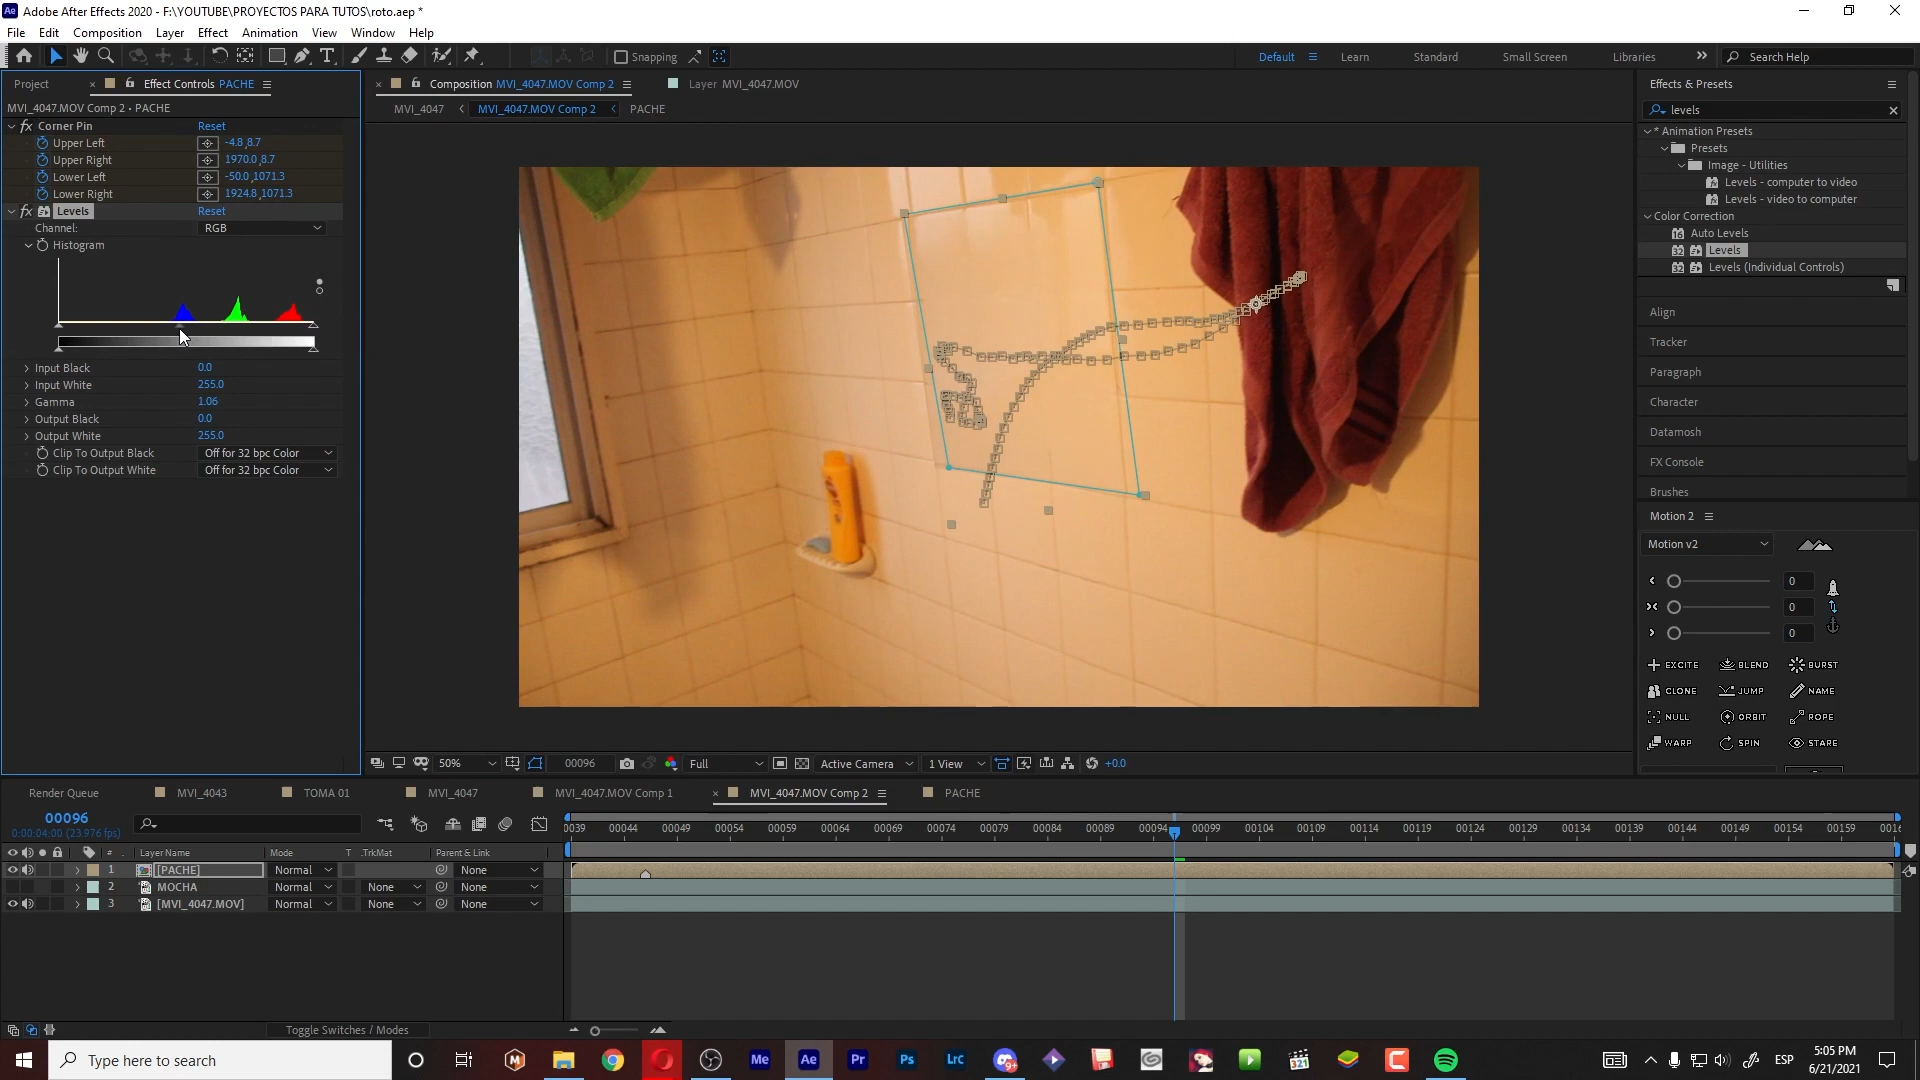 Adobe After Effects 2020 - F:\YOUTUBE\PROYECTOS PARA TUTOS\roto.aep *
File Edit Composition Layer Effect Animation View Window Help
Snapping
Default Learn Standard Small Screen Libraries Search Help
Project Effect Controls PACHE
Composition MVI_4047.MOV Comp 2 Layer MVI_4047.MOV
Effects & Presets
MVI_4047.MOV Comp 2 • PACHE
MVI_4047 MVI_4047.MOV Comp 2 PACHE
levels
Corner Pin Reset
Upper Left -4.8,8.7
Upper Right 1970.0,8.7
Lower Left -50.0,1071.3
Lower Right 1924.8,1071.3
Levels Reset
Channel: RGB
Histogram
Input Black 0.0
Input White 255.0
Gamma 1.06
Output Black 0.0
Output White 255.0
Clip To Output Black Off for 32 bpc Color
Clip To Output White Off for 32 bpc Color
* Animation Presets
Presets
Image - Utilities
Levels - computer to video
Levels - video to computer
Color Correction
Auto Levels
Levels
Levels (Individual Controls)
Align
Tracker
Paragraph
Character
Datamosh
FX Console
Brushes
Motion 2
Motion v2
0
0
0
EXCITE BLEND BURST
CLONE JUMP NAME
NULL ORBIT ROPE
WARP SPIN STARE
50% 00096 Full Active Camera 1 View +0.0
Render Queue MVI_4043 TOMA 01 MVI_4047 MVI_4047.MOV Comp 1 MVI_4047.MOV Comp 2 PACHE
00096
0:00:04:00 (23.976 fps)
0039 00044 00049 00054 00059 00064 00069 00074 00079 00084 00089 00094 00099 00104 00109 00114 00119 00124 00129 00134 00139 00144 00149 00154 00159 0016
# Layer Name Mode T .TrkMat Parent & Link
1 [PACHE] Normal None
2 MOCHA Normal None None
3 [MVI_4047.MOV] Normal None None
Toggle Switches / Modes
Type here to search
Me Ae Pr Ps Lrc
9+
321
ESP
5:05 PM
6/21/2021